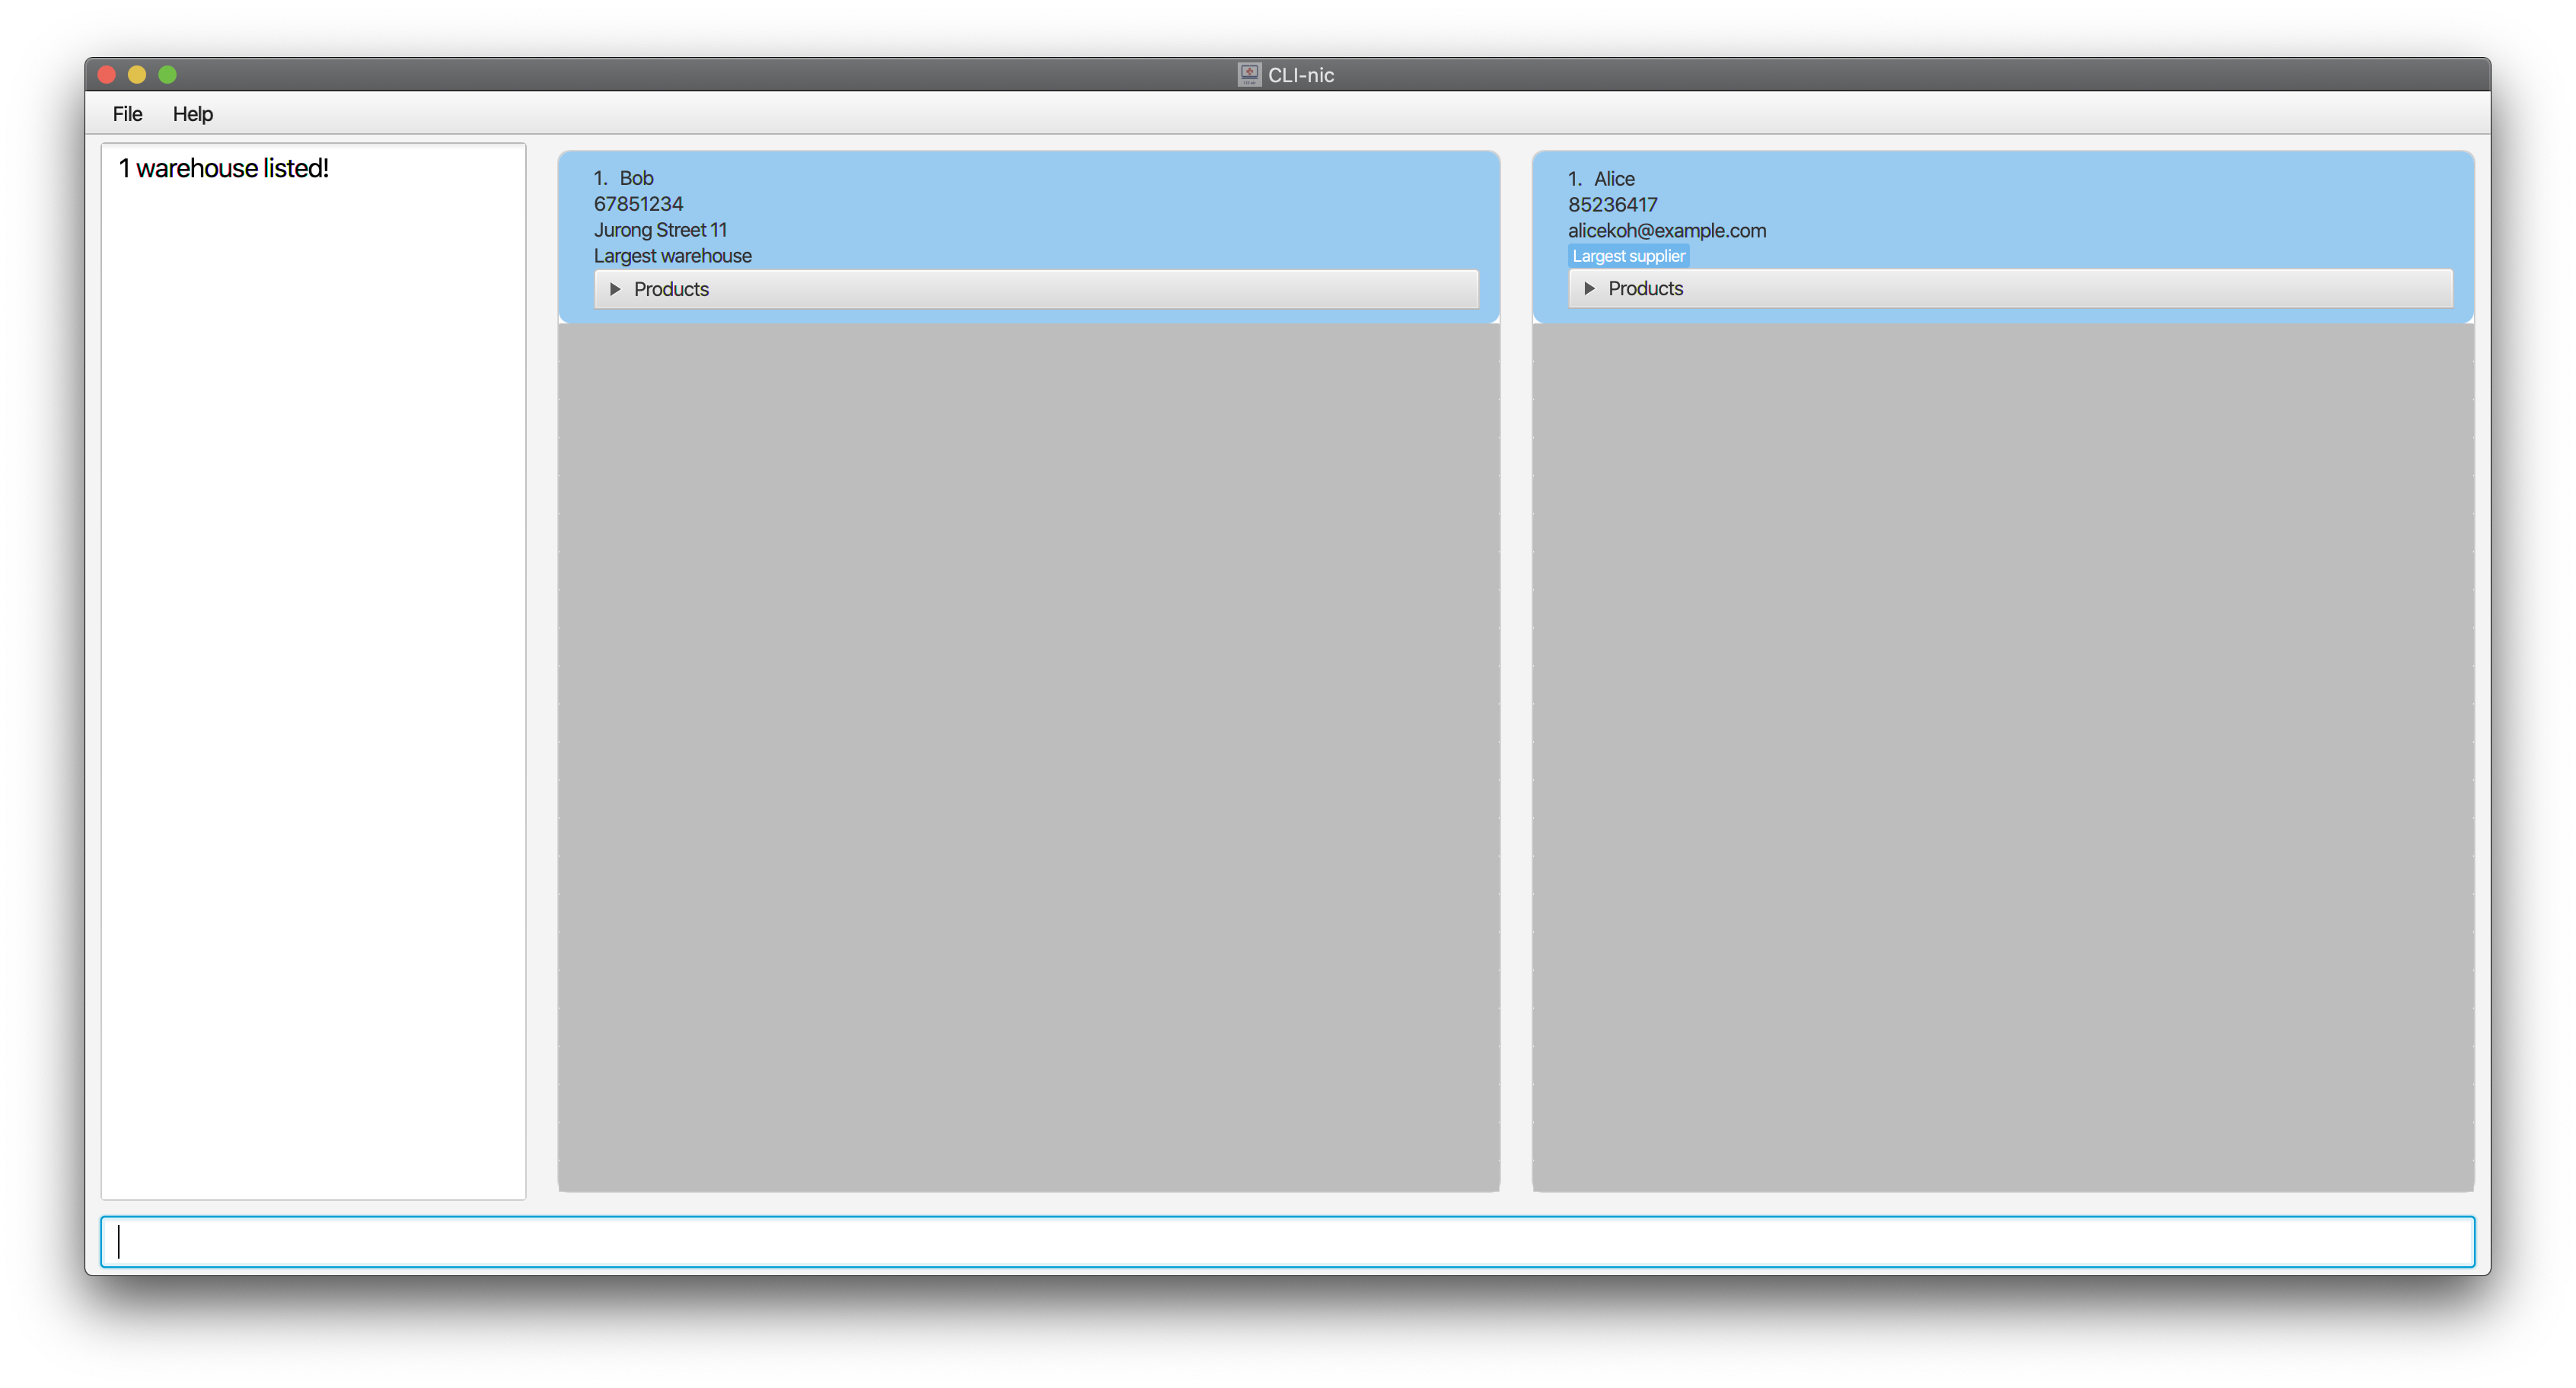 CLI-nic
File Help
1 warehouse listed!
1. Bob
67851234
Jurong Street 11
Largest warehouse
Products
1. Alice
85236417
alicekoh@example.com
Largest supplier
Products